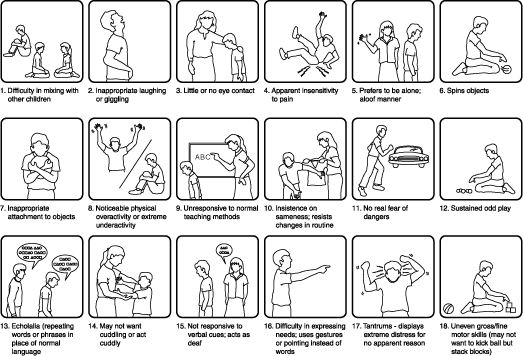 1. Difficulty in mixing with
other children
2. Inappropriate laughing
or giggling
3. Little or no eye contact
4. Apparent insensitivity
to pain
5. Prefers to be alone;
aloof manner
6. Spins objects
7. Inappropriate
attachment to objects
8. Noticeable physical
overactivity or extreme
underactivity
ABC
9. Unresponsive to normal
teaching methods
10. Insistence on
sameness; resists
changes in routine
11. No real fear of
dangers
12. Sustained odd play
13. Echolalia (repeating
words or phrases in
place of normal
language
14. May not want
cuddling or act
cuddly
15. Not responsive to
verbal cues; acts as
deaf
16. Difficulty in expressing
needs; uses gestures
or pointing instead of
words
17. Tantrums - displays
extreme distress for
no apparent reason
18. Uneven gross/fine
motor skills (may not
want to kick ball but
stack blocks)